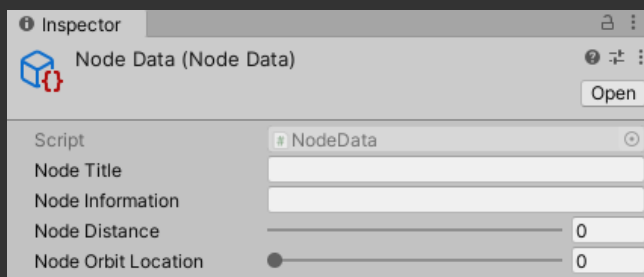 Inspector
Node Data (Node Data)
Open
Script # NodeData
Node Title
Node Information
Node Distance 0
Node Orbit Location 0